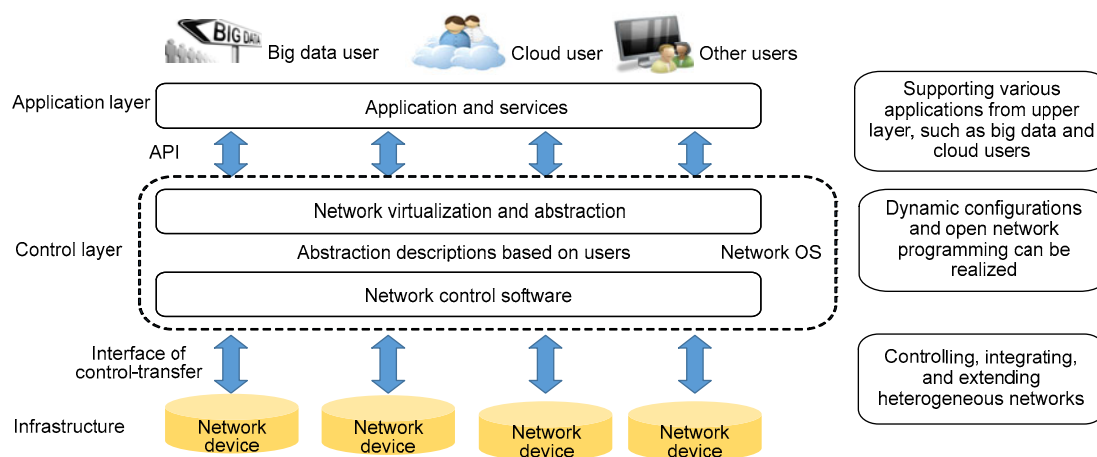 BIG DATA
Big data user
Cloud user
Other users
Application layer
Application and services
Supporting various
applications from upper
layer, such as big data and
cloud users
API
Network virtualization and abstraction
Control layer
Abstraction descriptions based on users
Network OS
Network control software
Dynamic configurations
and open network
programming can be
realized
Interface of
control-transfer
Controlling, integrating,
and extending
heterogeneous networks
Infrastructure
Network
device
Network
device
Network
device
Network
device